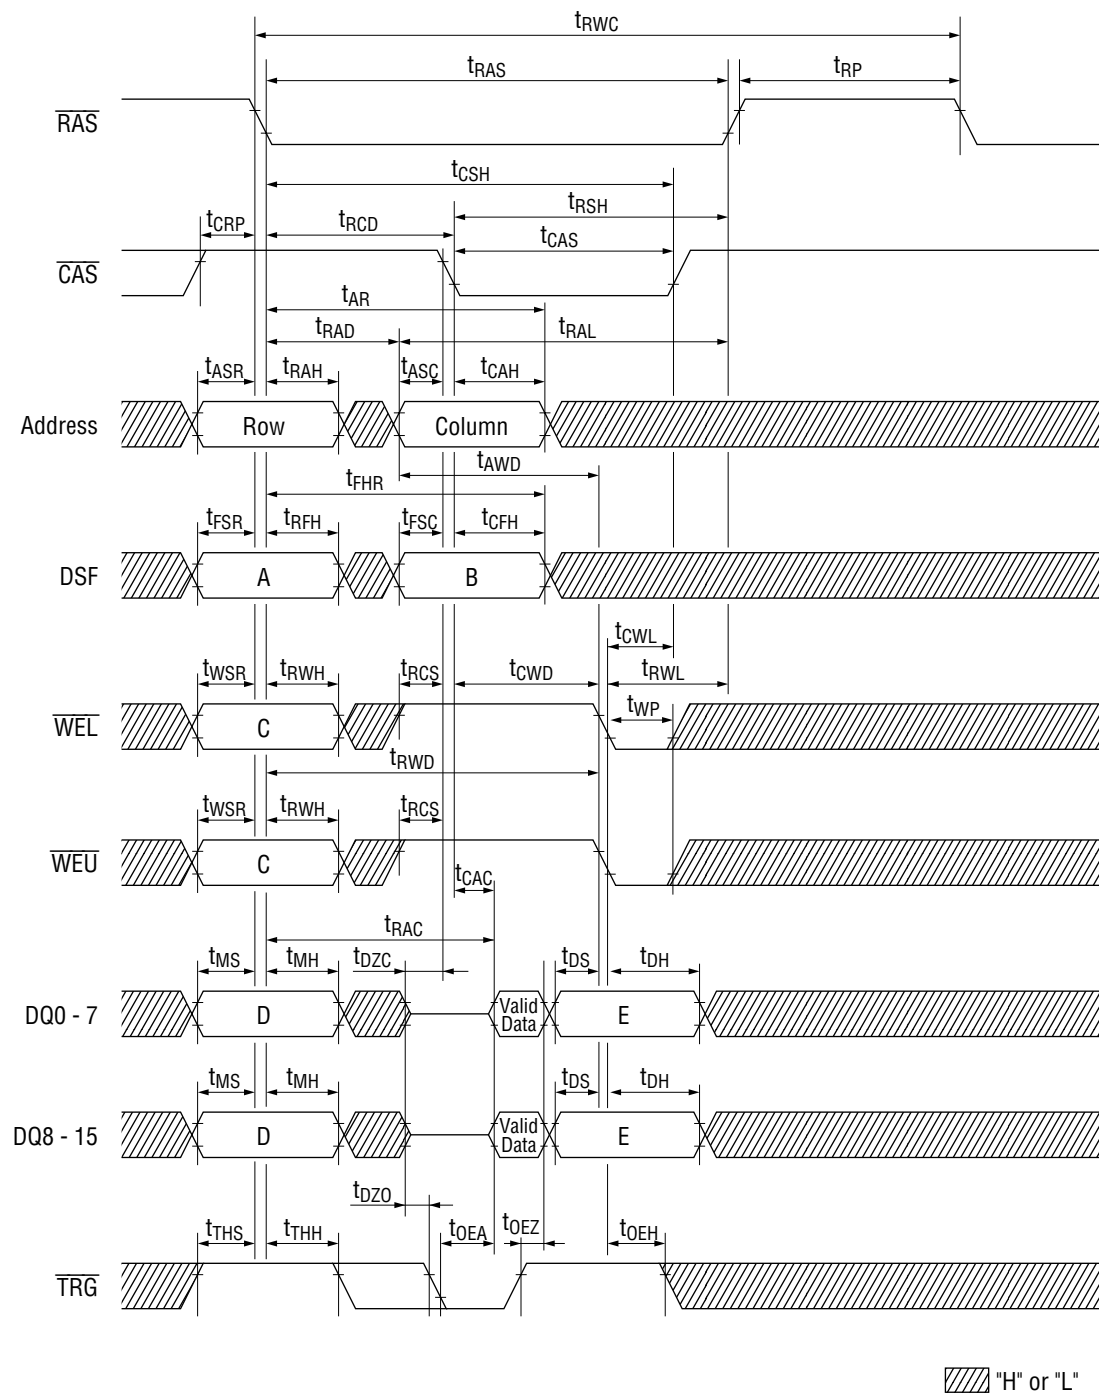 tRWC
tRAS tRP
RAS
tCSH
tRSH
tCRP tRCD
tCAS
CAS
tAR
tRAD tRAL
tASR tRAH tASC tCAH
Address Row Column
tAWD
tFHR
tFSR tRFH tFSC tCFH
DSF A B
tCWL
tWSR tRWH tRCS tCWD tRWL
tWP
WEL C
tRWD
tWSR tRWH tRCS
WEU C
tCAC
tRAC
tMS tMH tDZC tDS tDH
DQ0 - 7 D Valid Data E
tMS tMH tDS tDH
DQ8 - 15 D Valid Data E
tDZO
tTHS tTHH tOEA tOEZ tOEH
TRG
"H" or "L"